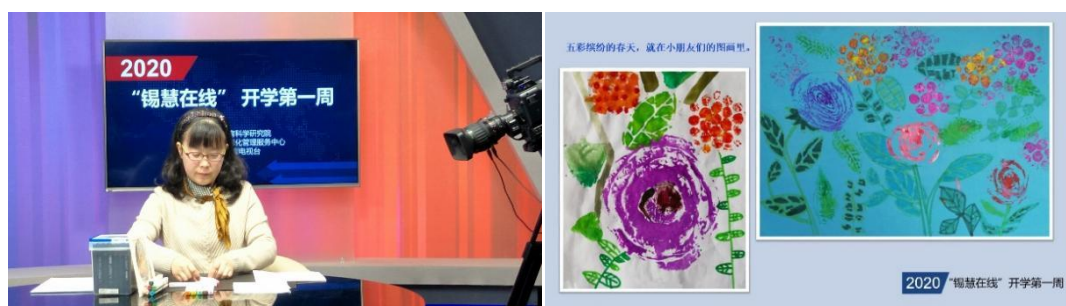 2020
“锡慧在线” 开学第一周
育科学研究院
化管理服务中心
电视台
五彩缤纷的春天，就在小朋友们的图画里。
2020 “锡慧在线” 开学第一周